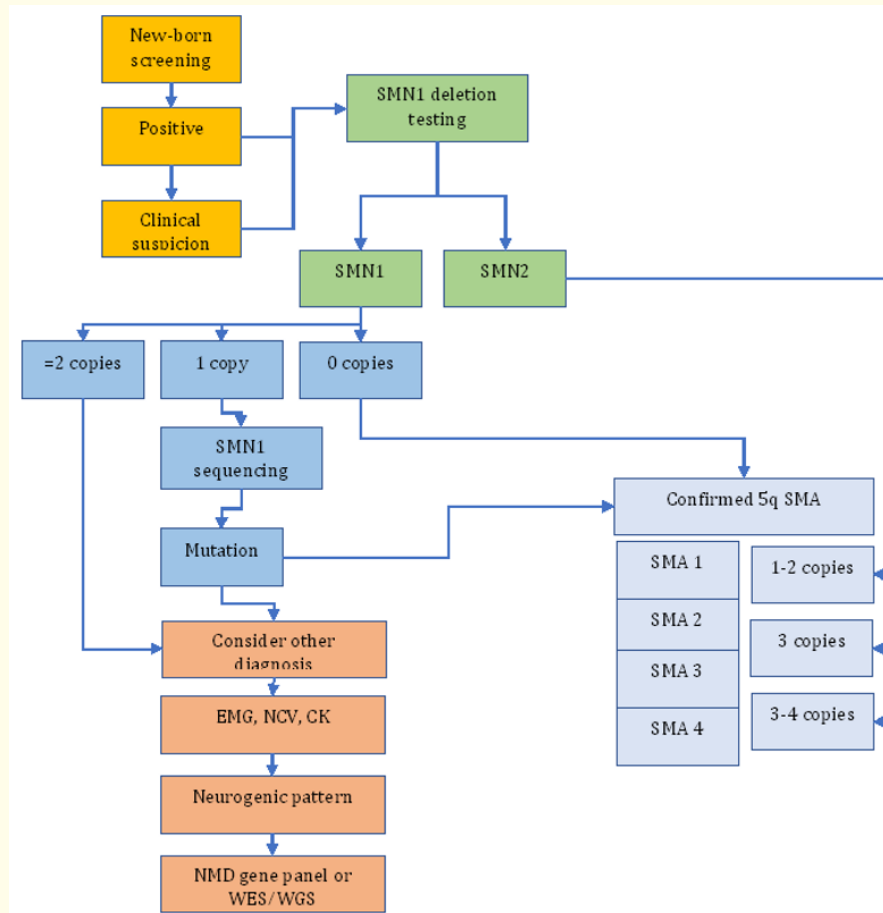 New-born
screening
Positive
Clinical
suspicion
SMN1 deletion
testing
SMN1
SMN2
=2 copies
1 copy
0 copies
SMN1
sequencing
Mutation
Consider other
diagnosis
EMG, NCV, CK
Neurogenic pattern
NMD gene panel or
WES/WGS
Confirmed 5q SMA
SMA 1
SMA 2
SMA 3
SMA 4
1-2 copies
3 copies
3-4 copies